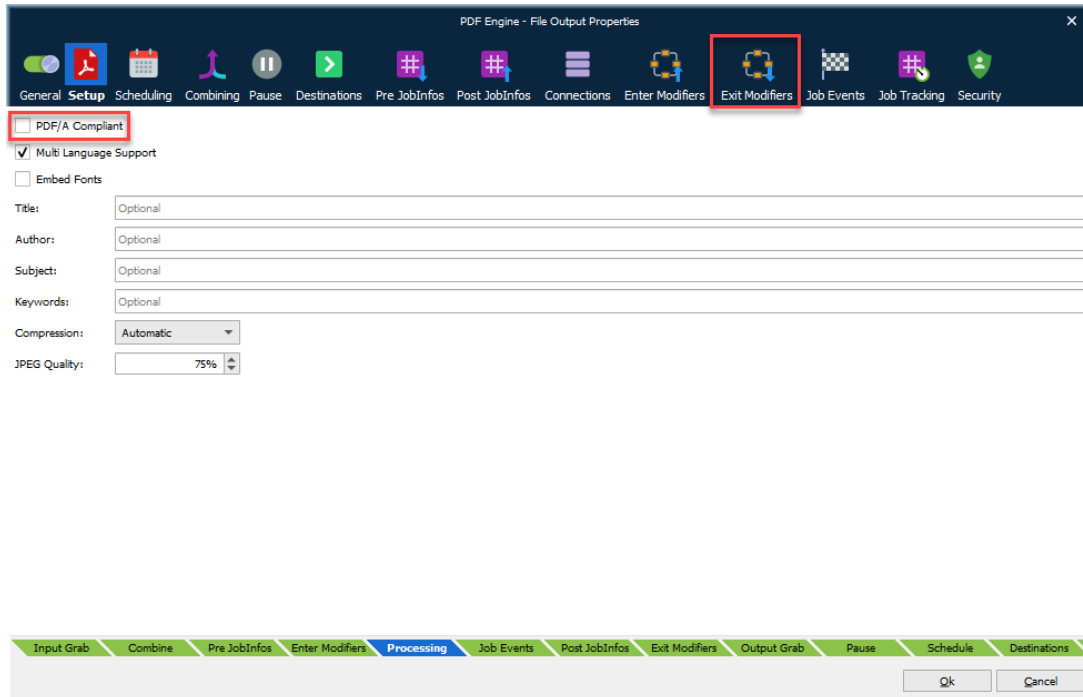 PDF Engine - File Output Properties
General Setup Scheduling Combining Pause Destinations Pre JobInfos Post JobInfos Connections Enter Modifiers Exit Modifiers Job Events Job Tracking Security
PDF/A Compliant
Multi Language Support
Embed Fonts
Title: Optional
Author: Optional
Subject: Optional
Keywords: Optional
Compression: Automatic
JPEG Quality: 75%
Input Grab Combine Pre JobInfos Enter Modifiers Processing Job Events Post JobInfos Exit Modifiers Output Grab Pause Schedule Destinations
Ok Cancel